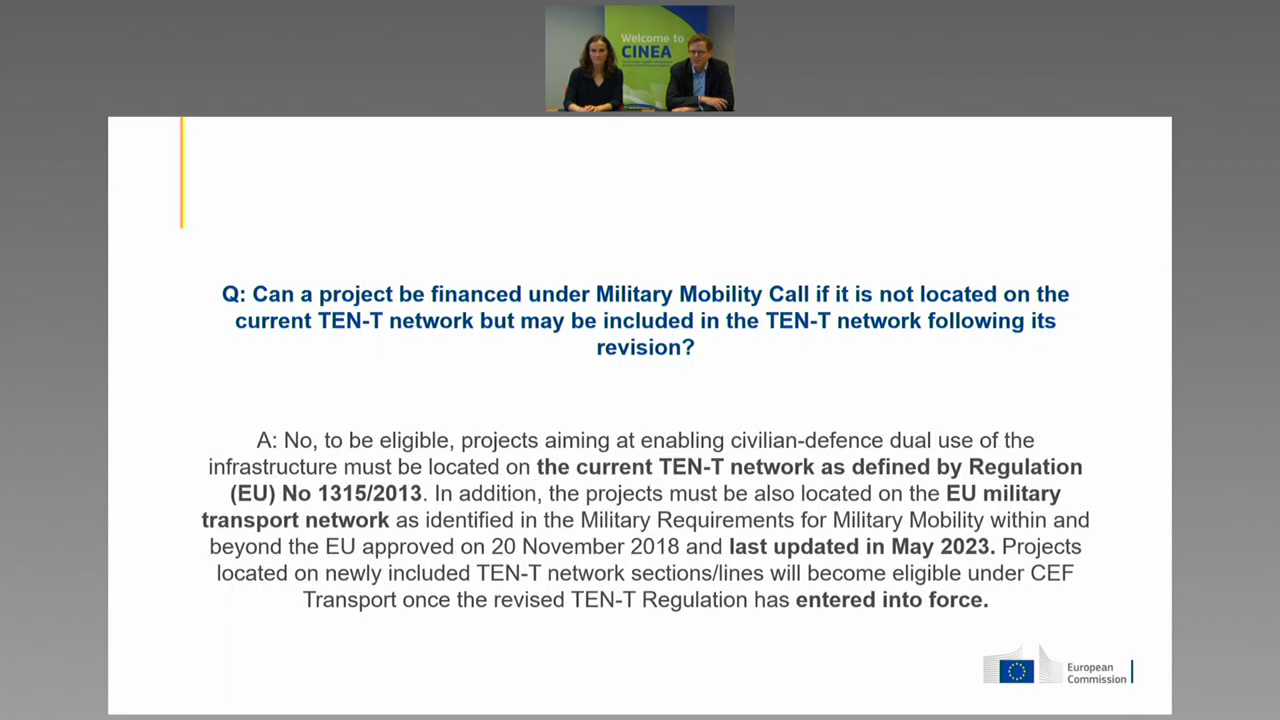 Welcome to
CINEA
Q: Can a project be financed under Military Mobility Call if it is not located on the
current TEN-T network but may be included in the TEN-T network following its
revision?
A: No, to be eligible, projects aiming at enabling civilian-defence dual use of the
infrastructure must be located on the current TEN-T network as defined by Regulation
(EU) No 1315/2013. In addition, the projects must be also located on the EU military
transport network as identified in the Military Requirements for Military Mobility within and
beyond the EU approved on 20 November 2018 and last updated in May 2023. Projects
located on newly included TEN-T network sections/lines will become eligible under CEF
Transport once the revised TEN-T Regulation has entered into force.
European
Commission